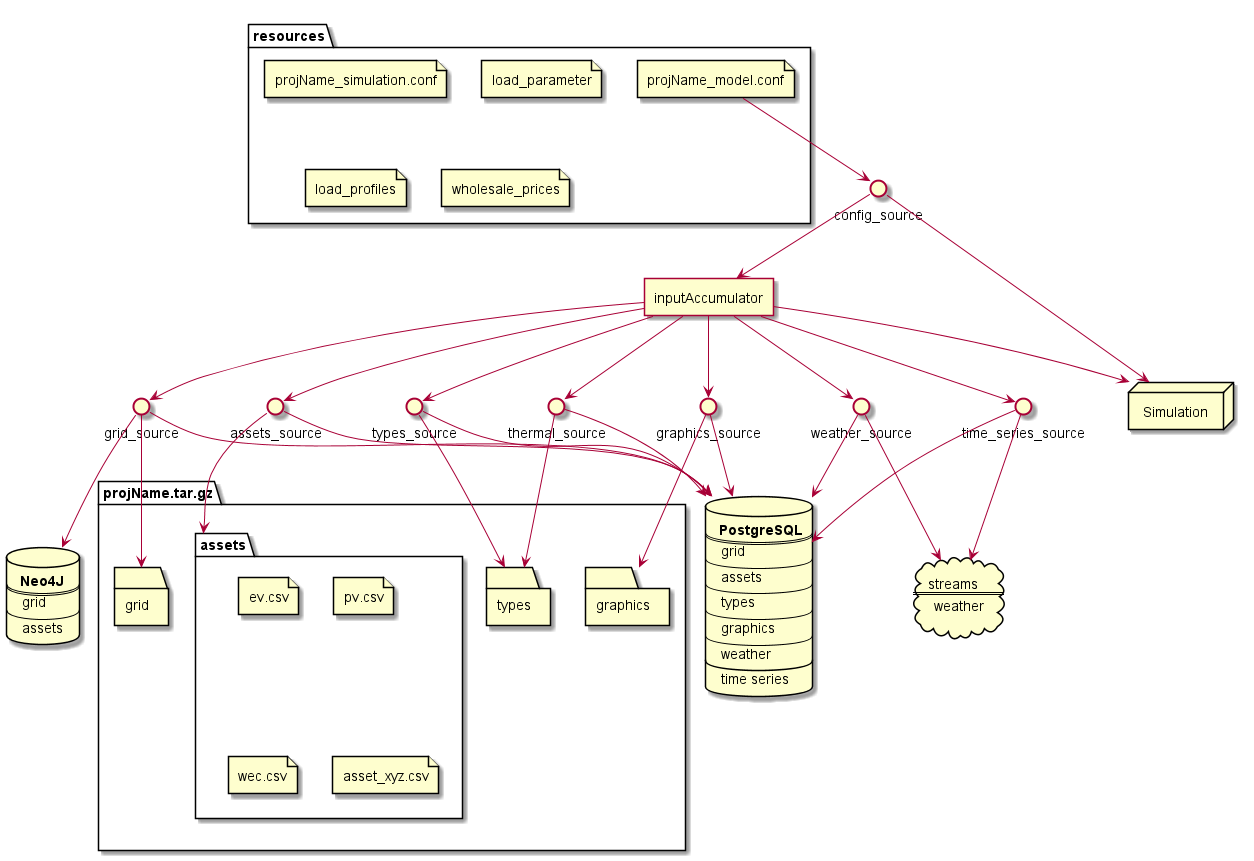 resources
projName_simulation.conf
load_parameter
projName_model.conf
load_profiles
wholesale_prices
config_source
inputAccumulator
Simulation
grid_source
assets_source
types_source
thermal_source
graphics_source
weather_source
time_series_source
projName.tar.gz
Neo4J
grid
assets
grid
assets
ev.csv
pv.csv
wec.csv
asset_xyz.csv
types
graphics
PostgreSQL
grid
assets
types
graphics
weather
time series
streams
weather